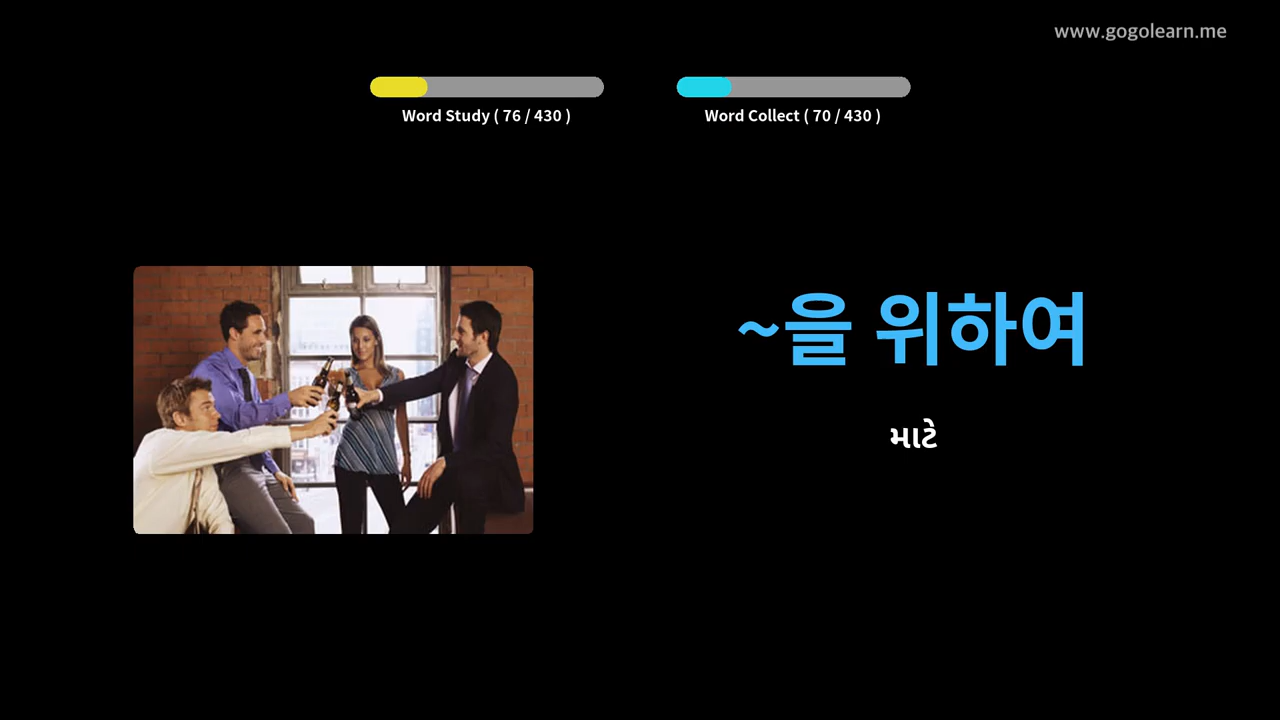 www.gogolearn.me
Word Study ( 76 / 430 )
Word Collect ( 70 / 430 )
~을 위하여
માટે